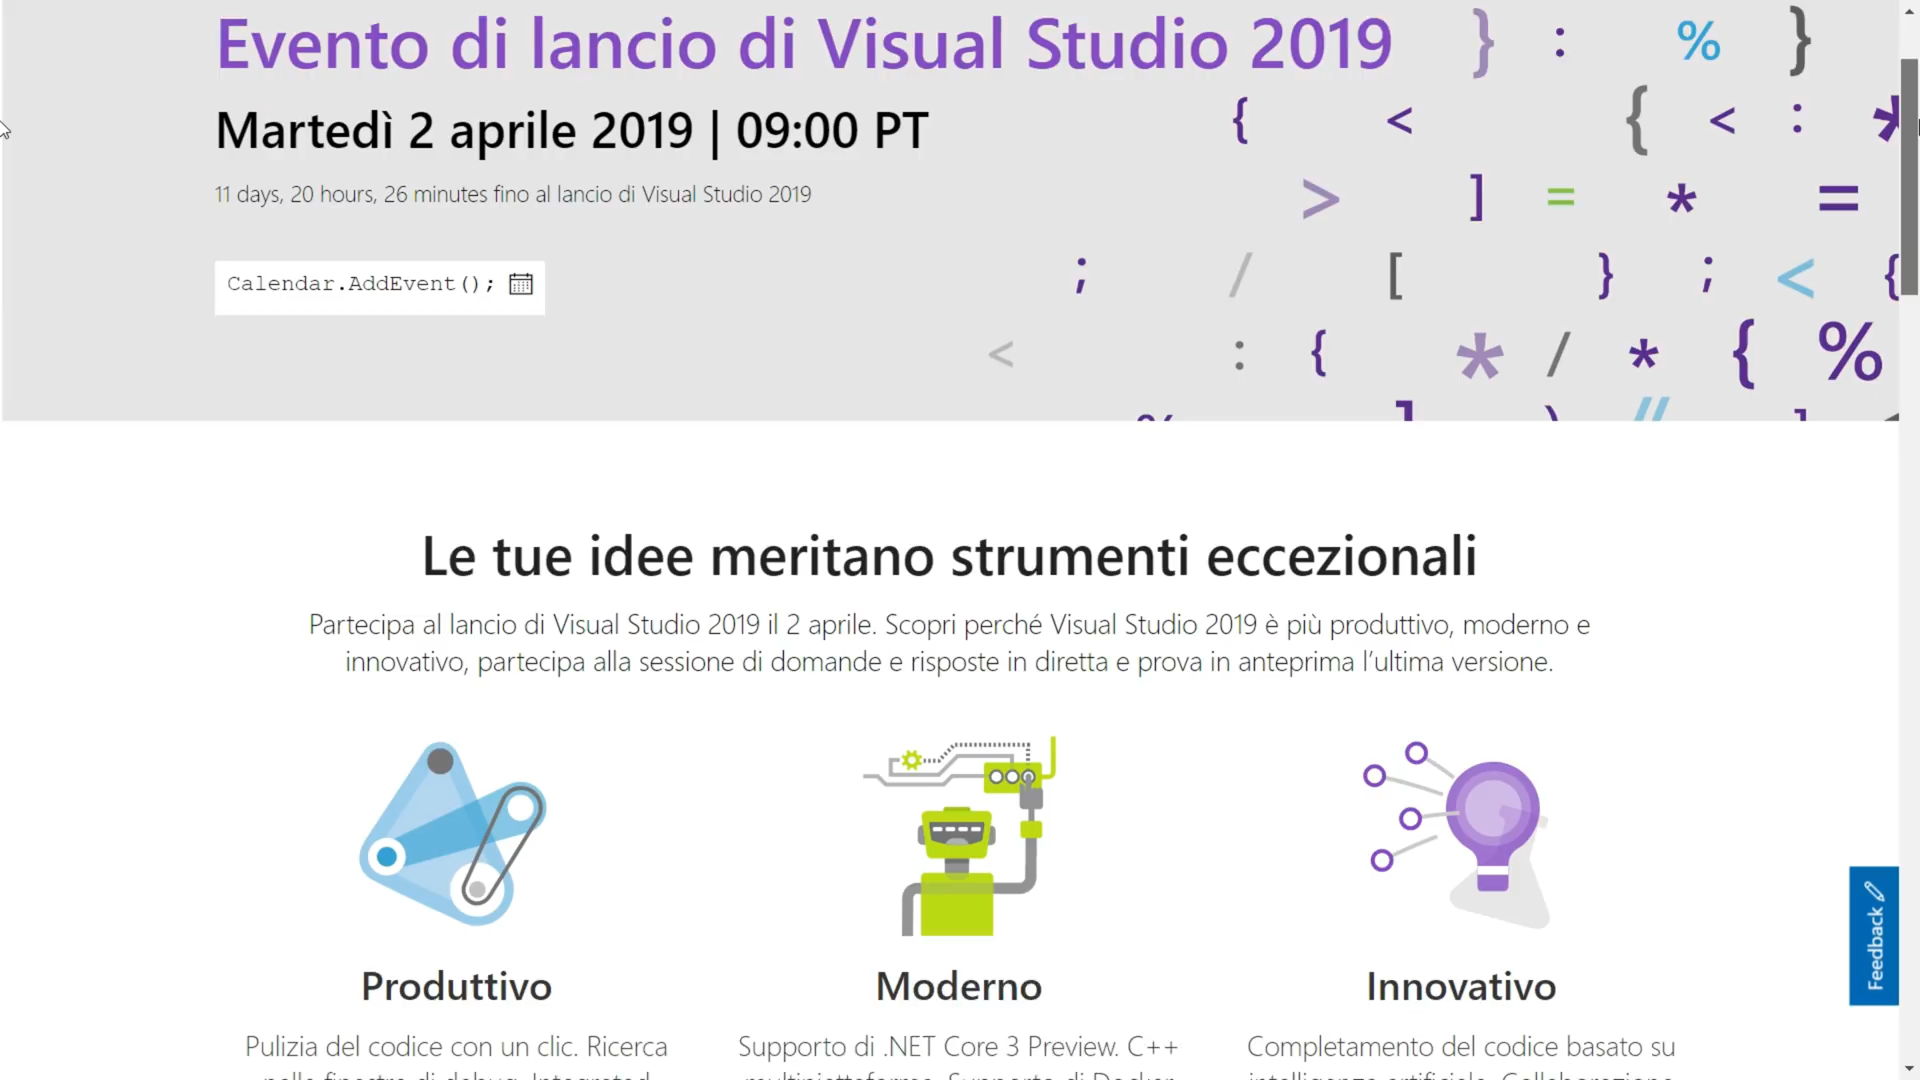 Evento di lancio di Visual Studio 2019
Martedì 2 aprile 2019 | 09:00 PT
11 days, 20 hours, 26 minutes fino al lancio di Visual Studio 2019
Calendar.AddEvent();
Le tue idee meritano strumenti eccezionali
Partecipa al lancio di Visual Studio 2019 il 2 aprile. Scopri perché Visual Studio 2019 è più produttivo, moderno e
innovativo, partecipa alla sessione di domande e risposte in diretta e prova in anteprima l'ultima versione.
Feedback
Produttivo
Moderno
Innovativo
Pulizia del codice con un clic. Ricerca
Supporto di .NET Core 3 Preview. C++
Completamento del codice basato su